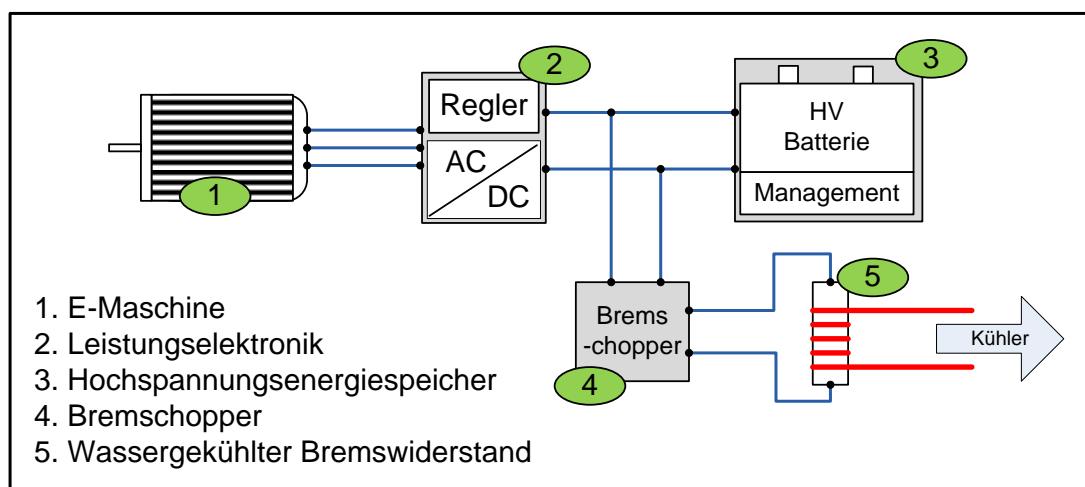 1
2
Regler
AC
DC
3
HV
Batterie
Management
Brems
-chopper
4
5
Kühler
1. E-Maschine
2. Leistungselektronik
3. Hochspannungsenergiespeicher
4. Bremschopper
5. Wassergekühlter Bremswiderstand